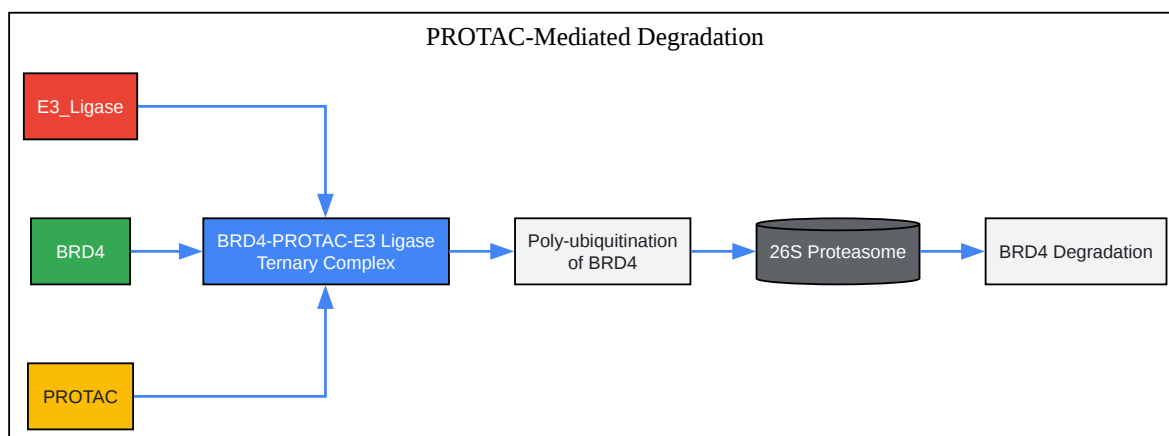 PROTAC-Mediated Degradation
E3_Ligase
BRD4
BRD4-PROTAC-E3 Ligase
Ternary Complex
Poly-ubiquitination
of BRD4
26S Proteasome
BRD4 Degradation
PROTAC